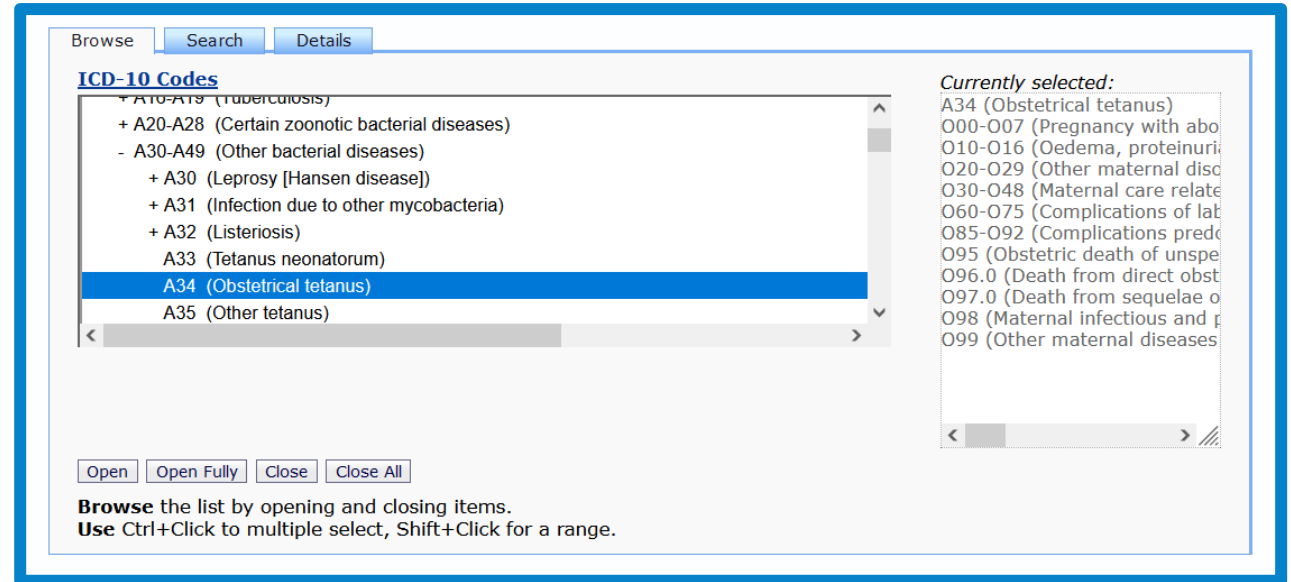 Browse Search Details
ICD-10 Codes
+ A16-A19 (Tuberculosis)
+ A20-A28 (Certain zoonotic bacterial diseases)
- A30-A49 (Other bacterial diseases)
+ A30 (Leprosy [Hansen disease])
+ A31 (Infection due to other mycobacteria)
+ A32 (Listeriosis)
A33 (Tetanus neonatorum)
A34 (Obstetrical tetanus)
A35 (Other tetanus)
Currently selected:
A34 (Obstetrical tetanus)
O00-O07 (Pregnancy with abo
O10-O16 (Oedema, proteinuri
O20-O29 (Other maternal diso
O30-O48 (Maternal care relate
O60-O75 (Complications of lab
O85-O92 (Complications predo
O95 (Obstetric death of unspe
O96.0 (Death from direct obst
O97.0 (Death from sequelae o
O98 (Maternal infectious and p
O99 (Other maternal diseases
Open Open Fully Close Close All
Browse the list by opening and closing items.
Use Ctrl+Click to multiple select, Shift+Click for a range.